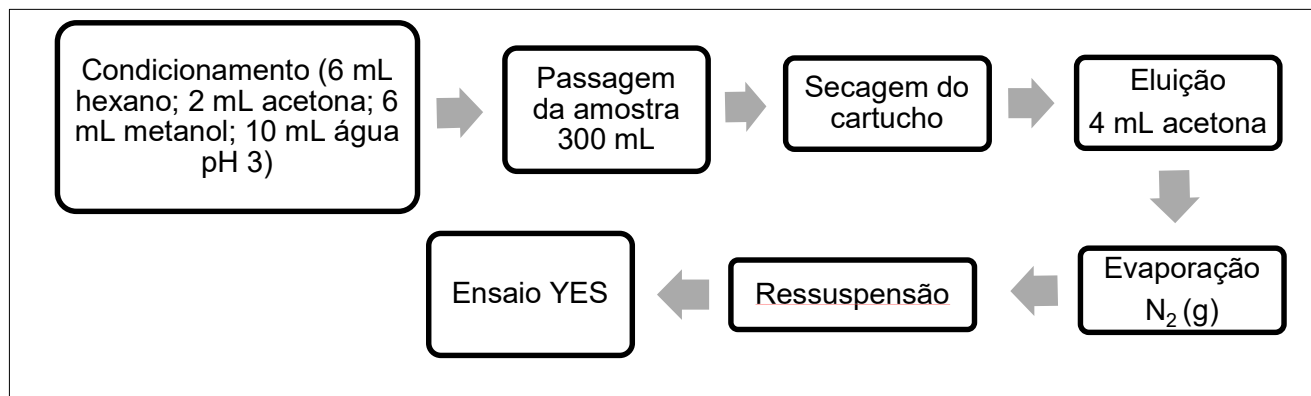 Condicionamento (6 mL
hexano; 2 mL acetona; 6
mL metanol; 10 mL água
pH 3)
Passagem
da amostra
300 mL
Secagem do
cartucho
Eluição
4 mL acetona
Evaporação
N₂ (g)
Ressuspensão
Ensaio YES